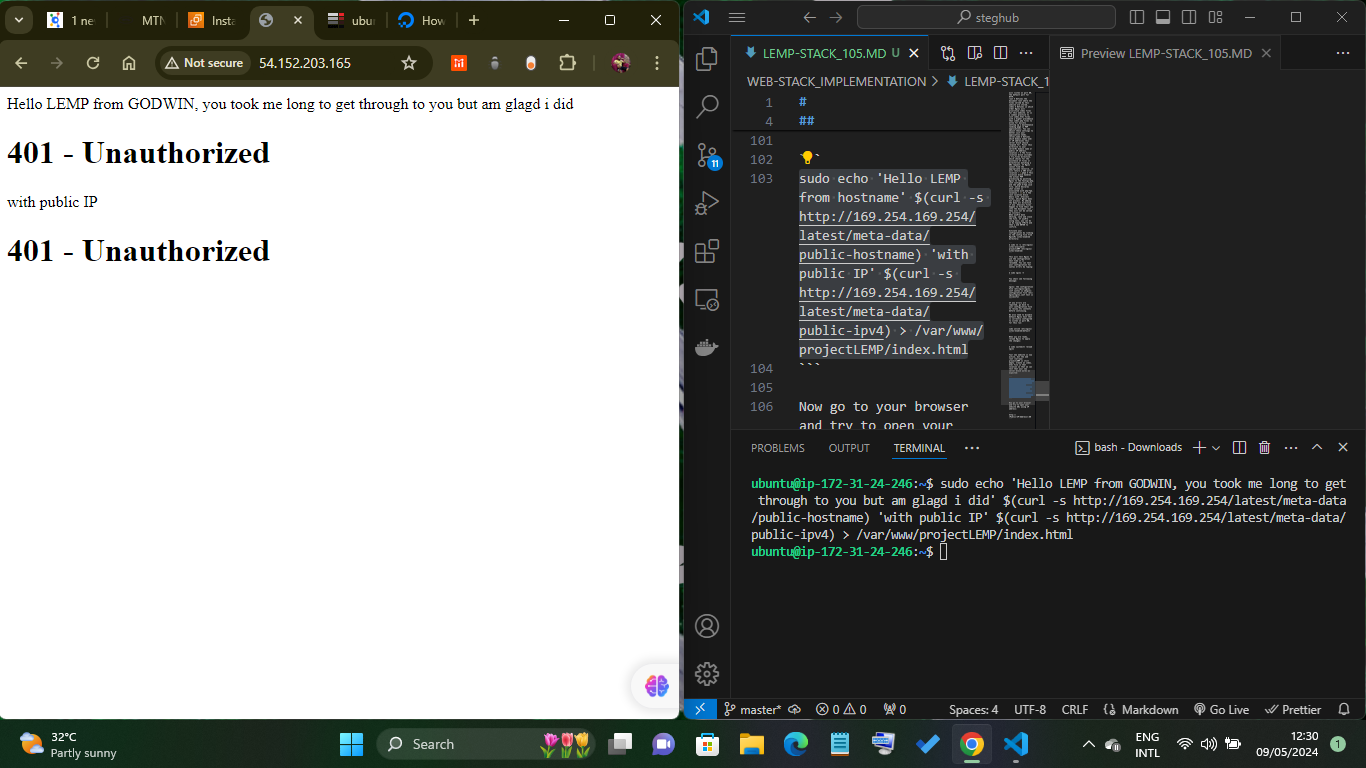 1 ne
MTN
Insta
ubu
How
Not secure
54.152.203.165
Hello LEMP from GODWIN, you took me long to get through to you but am glagd i did
401 - Unauthorized
with public IP
401 - Unauthorized
steghub
LEMP-STACK_105.MD U
Preview LEMP-STACK_105.MD
WEB-STACK_IMPLEMENTATION > LEMP-STACK_1
1 #
4 ##
101
102 `
103 sudo echo 'Hello LEMP
from hostname' $(curl -s
http://169.254.169.254/
latest/meta-data/
public-hostname) 'with
public IP' $(curl -s
http://169.254.169.254/
latest/meta-data/
public-ipv4) > /var/www/
projectLEMP/index.html
104 ```
105
106 Now go to your browser
and try to open your
11
PROBLEMS OUTPUT TERMINAL ···
bash - Downloads
ubuntu@ip-172-31-24-246:~$ sudo echo 'Hello LEMP from GODWIN, you took me long to get
through to you but am glagd i did' $(curl -s http://169.254.169.254/latest/meta-data
/public-hostname) 'with public IP' $(curl -s http://169.254.169.254/latest/meta-data/
public-ipv4) > /var/www/projectLEMP/index.html
ubuntu@ip-172-31-24-246:~$
master* 0 0 0 Spaces: 4 UTF-8 CRLF Markdown Go Live Prettier
32°C
Partly sunny
Search
ENG
INTL
12:30
09/05/2024
1